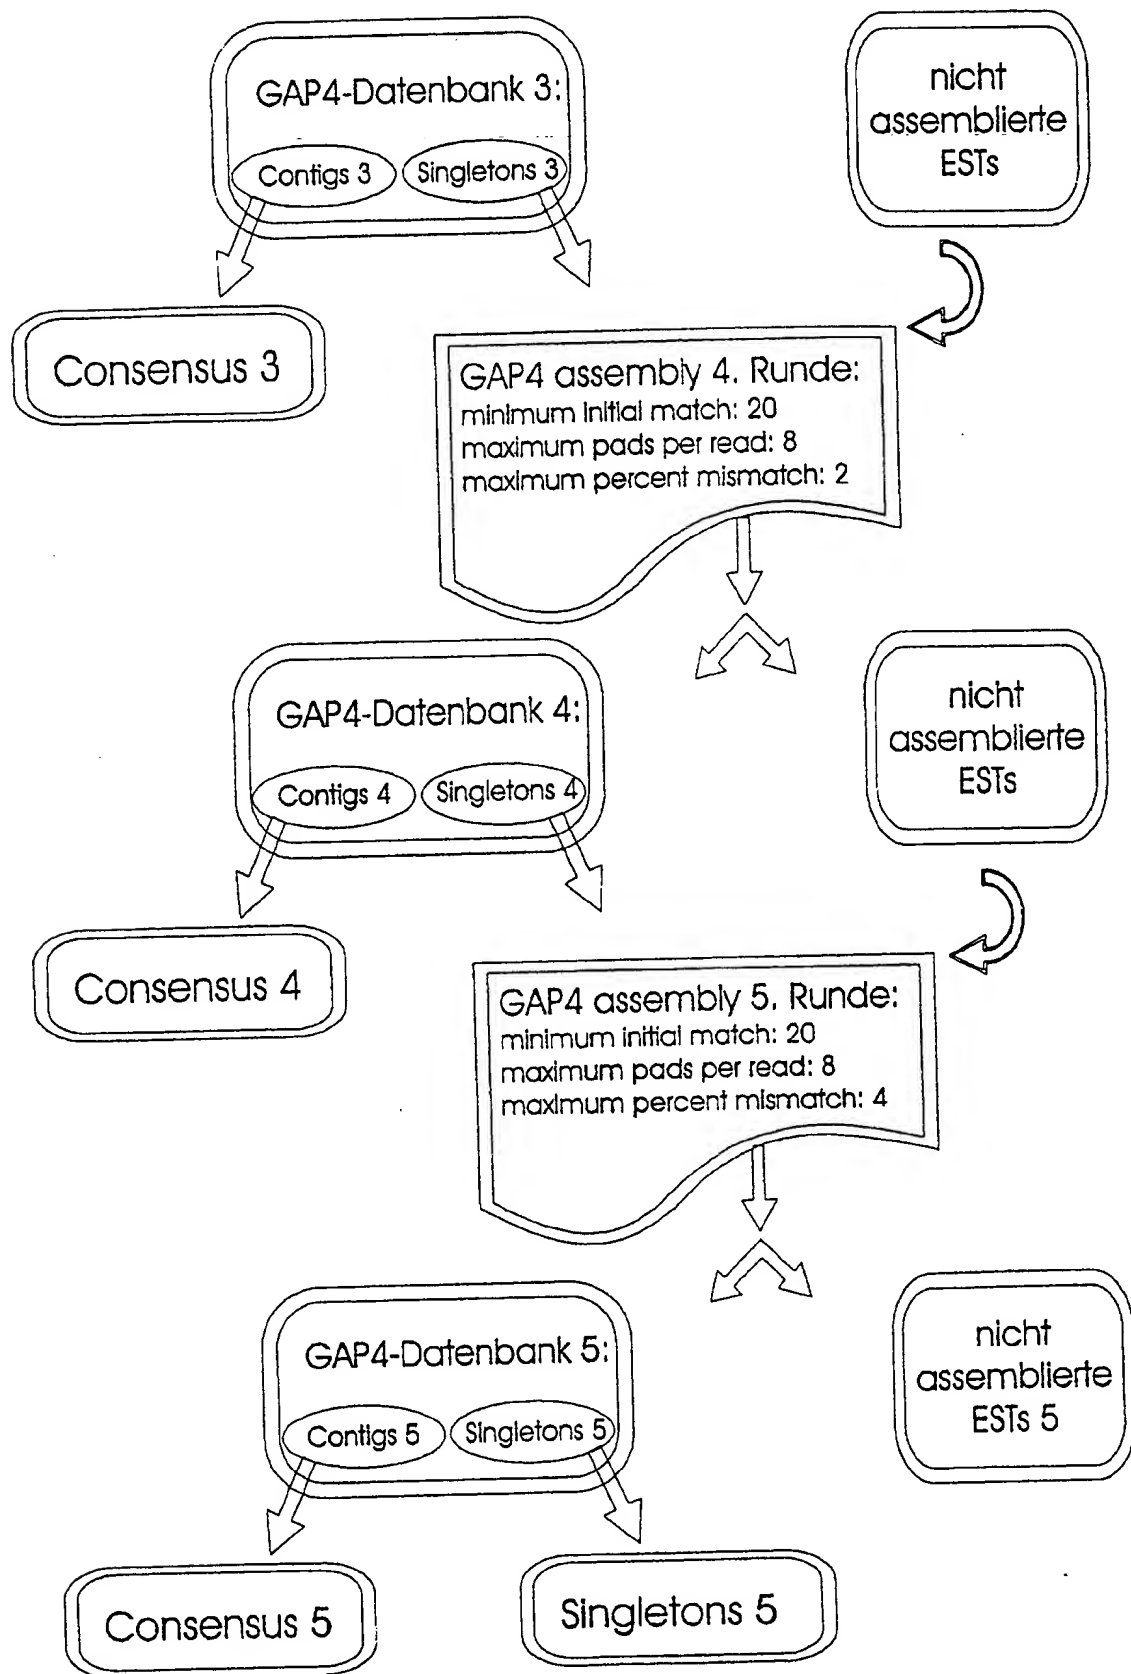 GAP4-Datenbank 3:
Contigs 3
Singletons 3
nicht
assemblierte
ESTs
Consensus 3
GAP4 assembly 4. Runde:
minimum initial match: 20
maximum pads per read: 8
maximum percent mismatch: 2
GAP4-Datenbank 4:
Contigs 4
Singletons 4
nicht
assemblierte
ESTs
Consensus 4
GAP4 assembly 5. Runde:
minimum initial match: 20
maximum pads per read: 8
maximum percent mismatch: 4
GAP4-Datenbank 5:
Contigs 5
Singletons 5
nicht
assemblierte
ESTs 5
Consensus 5
Singletons 5